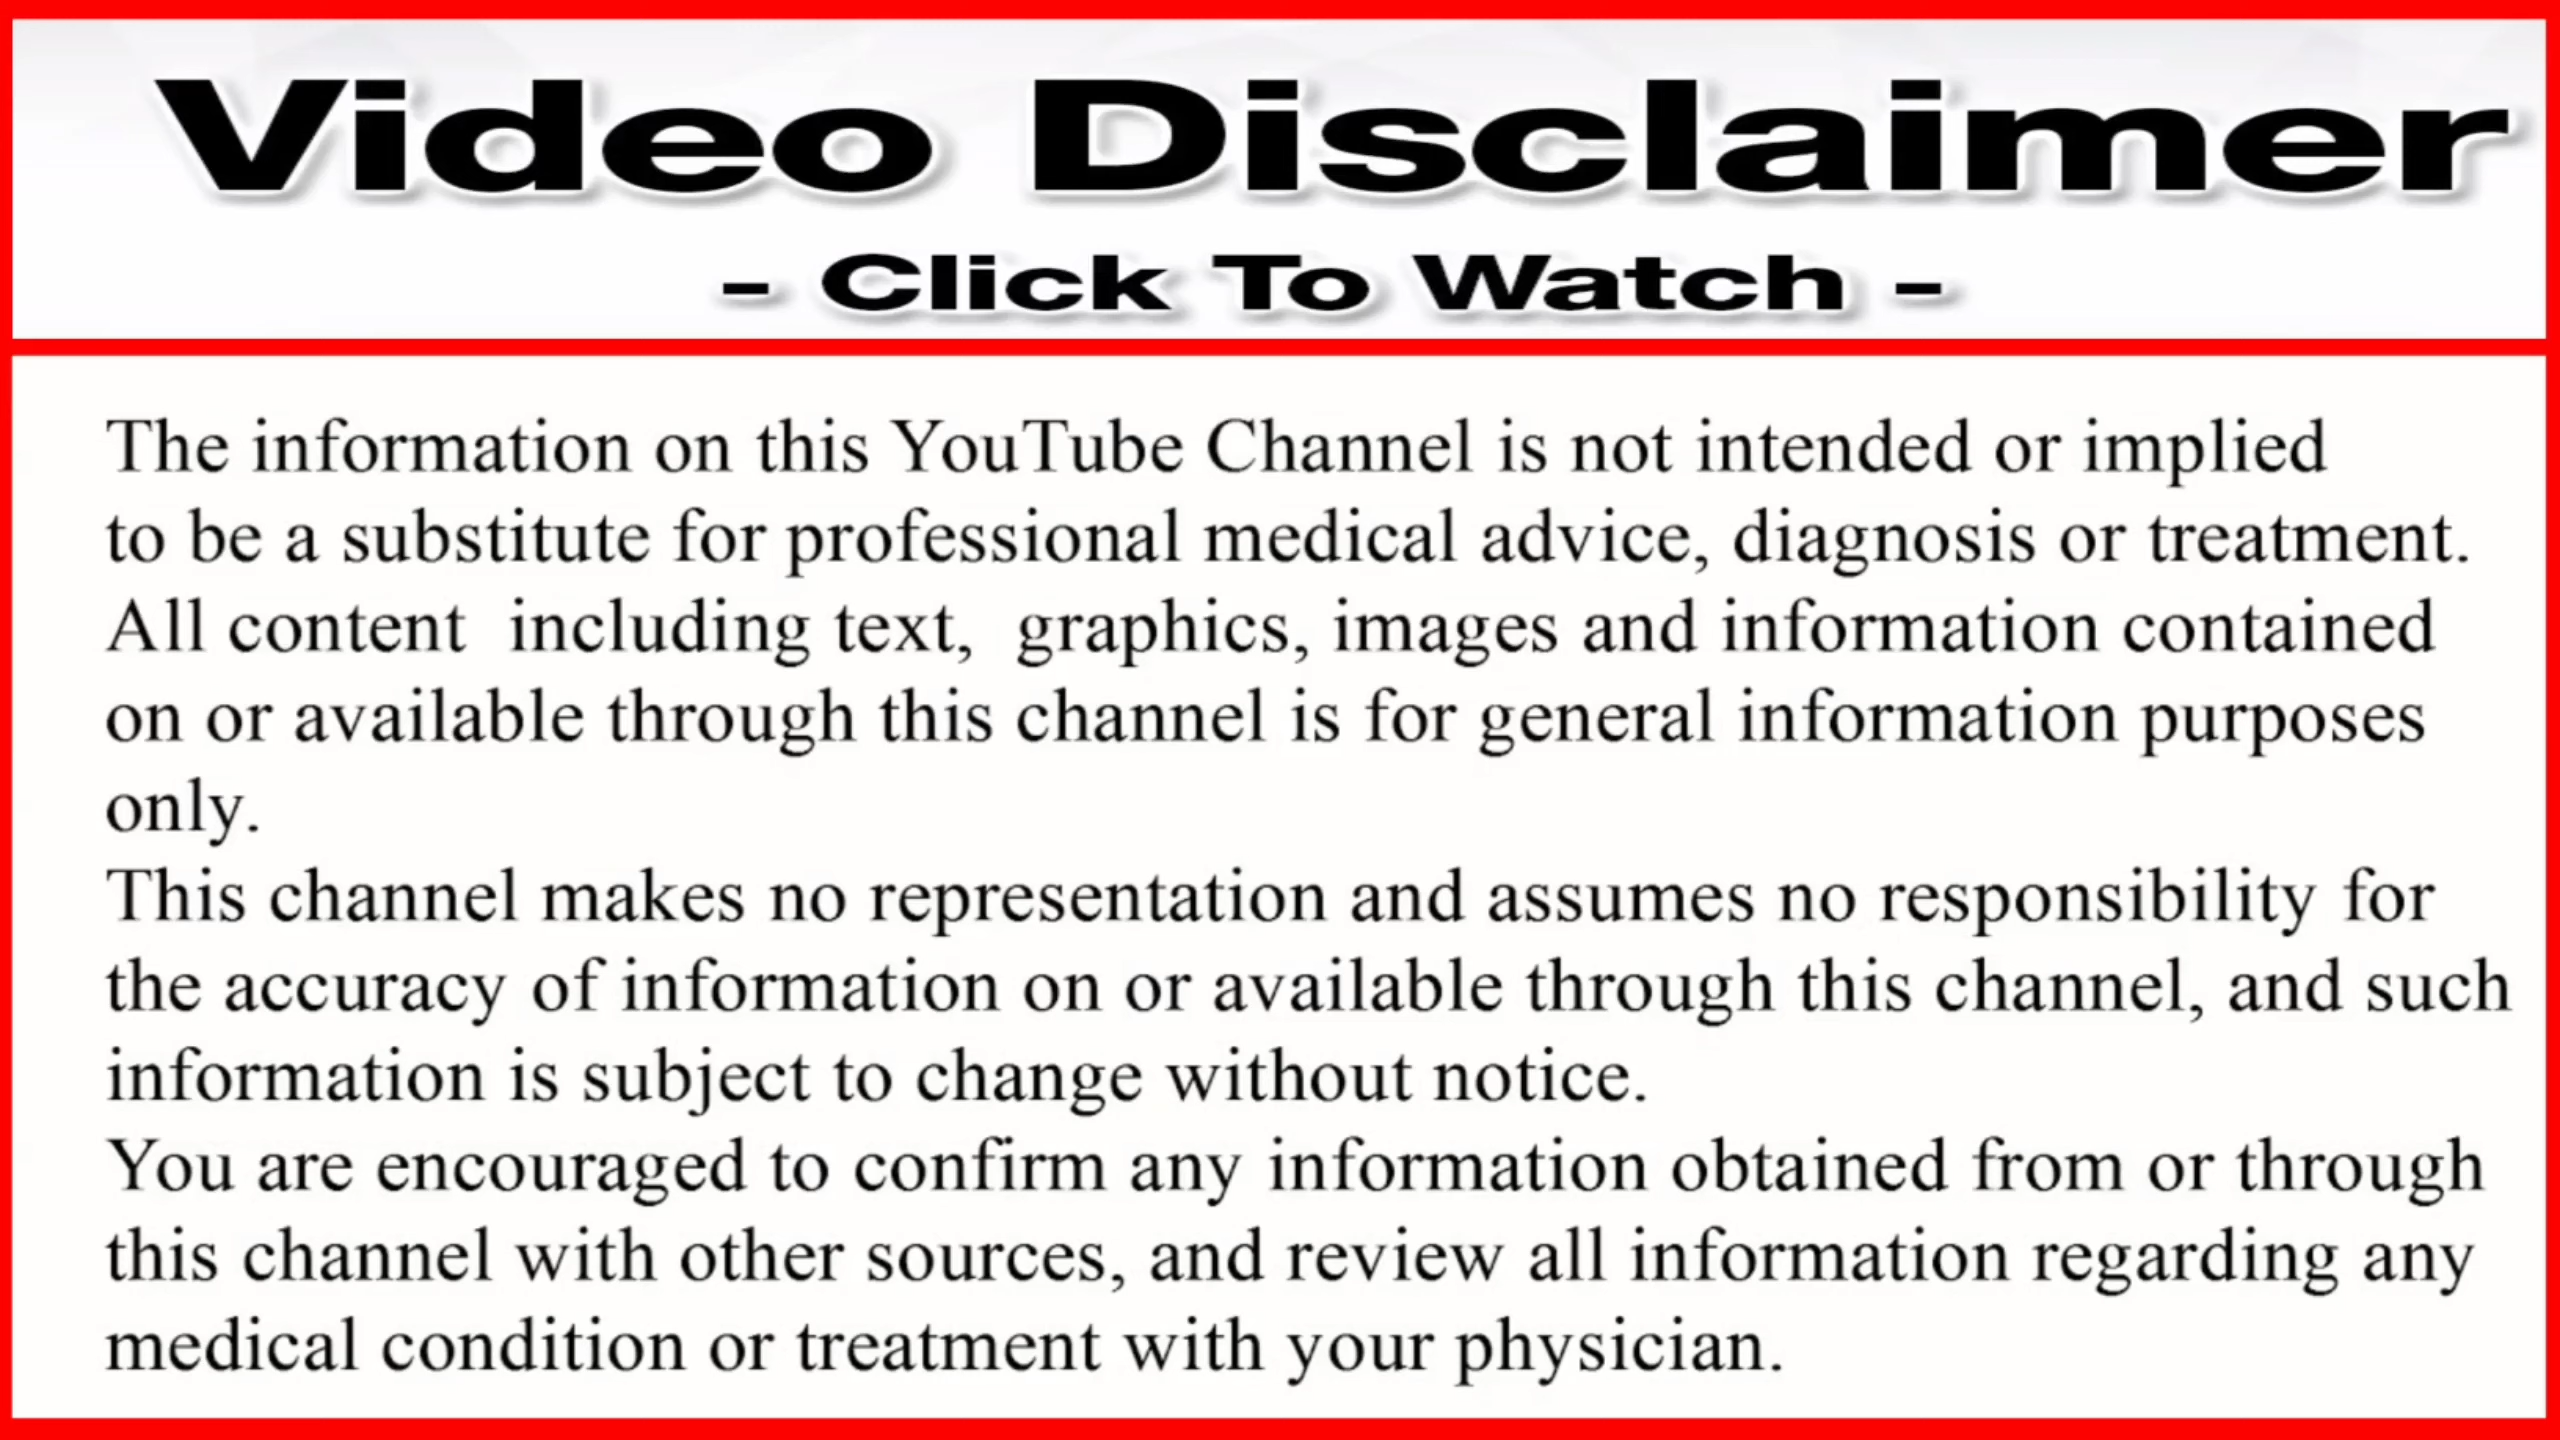 Video Disclaimer
- Click To Watch -
The information on this YouTube Channel is not intended or implied
to be a substitute for professional medical advice, diagnosis or treatment.
All content  including text,  graphics, images and information contained
on or available through this channel is for general information purposes
only.
This channel makes no representation and assumes no responsibility for
the accuracy of information on or available through this channel, and such
information is subject to change without notice.
You are encouraged to confirm any information obtained from or through
this channel with other sources, and review all information regarding any
medical condition or treatment with your physician.